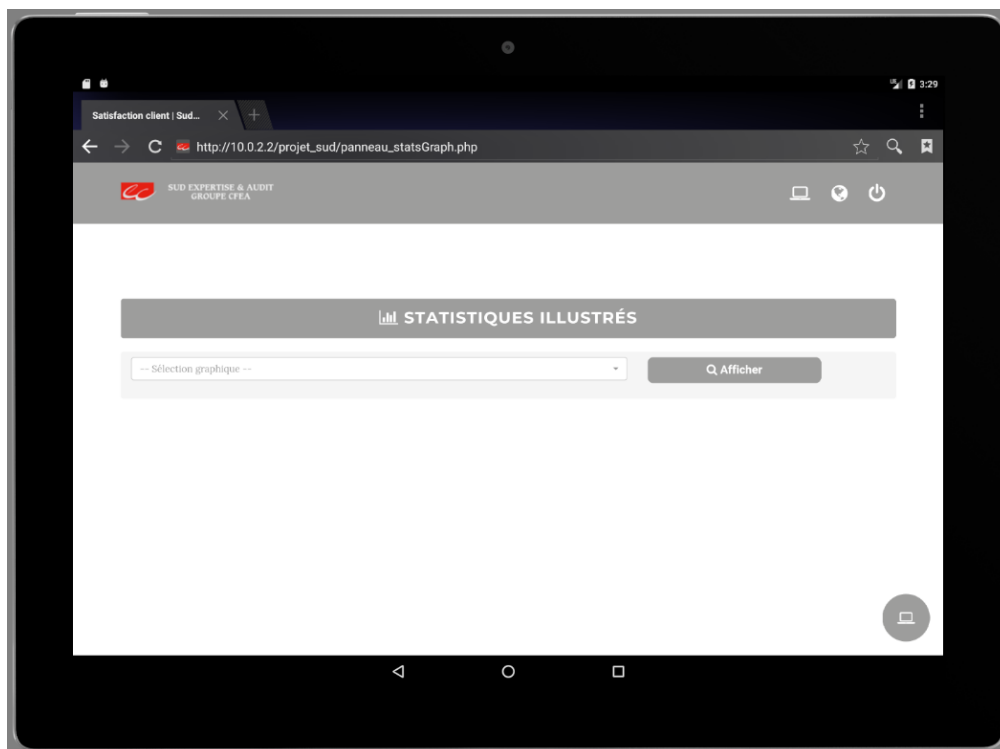 3:29
Satisfaction client | Sud...
http://10.0.2.2/projet_sud/panneau_statsGraph.php
SUD EXPERTISE & AUDIT
GROUPE CFEA
STATISTIQUES ILLUSTRÉS
-- Sélection graphique --
Afficher